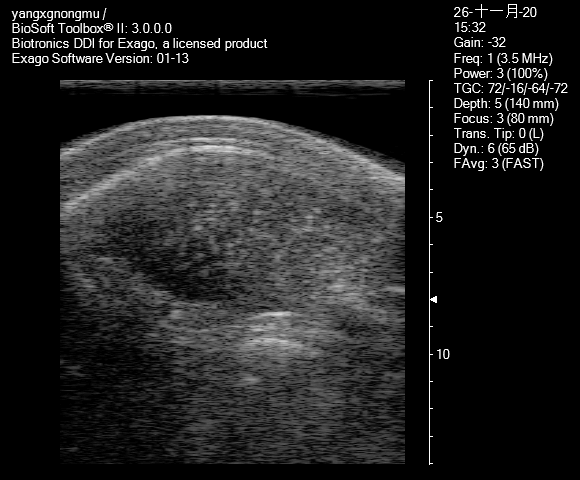 yangxgnongmu /
BioSoft Toolbox® II: 3.0.0.0
Biotronics DDI for Exago, a licensed product
Exago Software Version: 01-13
26-十一月-20
15:32
Gain: -32
Freq: 1 (3.5 MHz)
Power: 3 (100%)
TGC: 72/-16/-64/-72
Depth: 5 (140 mm)
Focus: 3 (80 mm)
Trans. Tip: 0 (L)
Dyn.: 6 (65 dB)
FAvg: 3 (FAST)
5
10